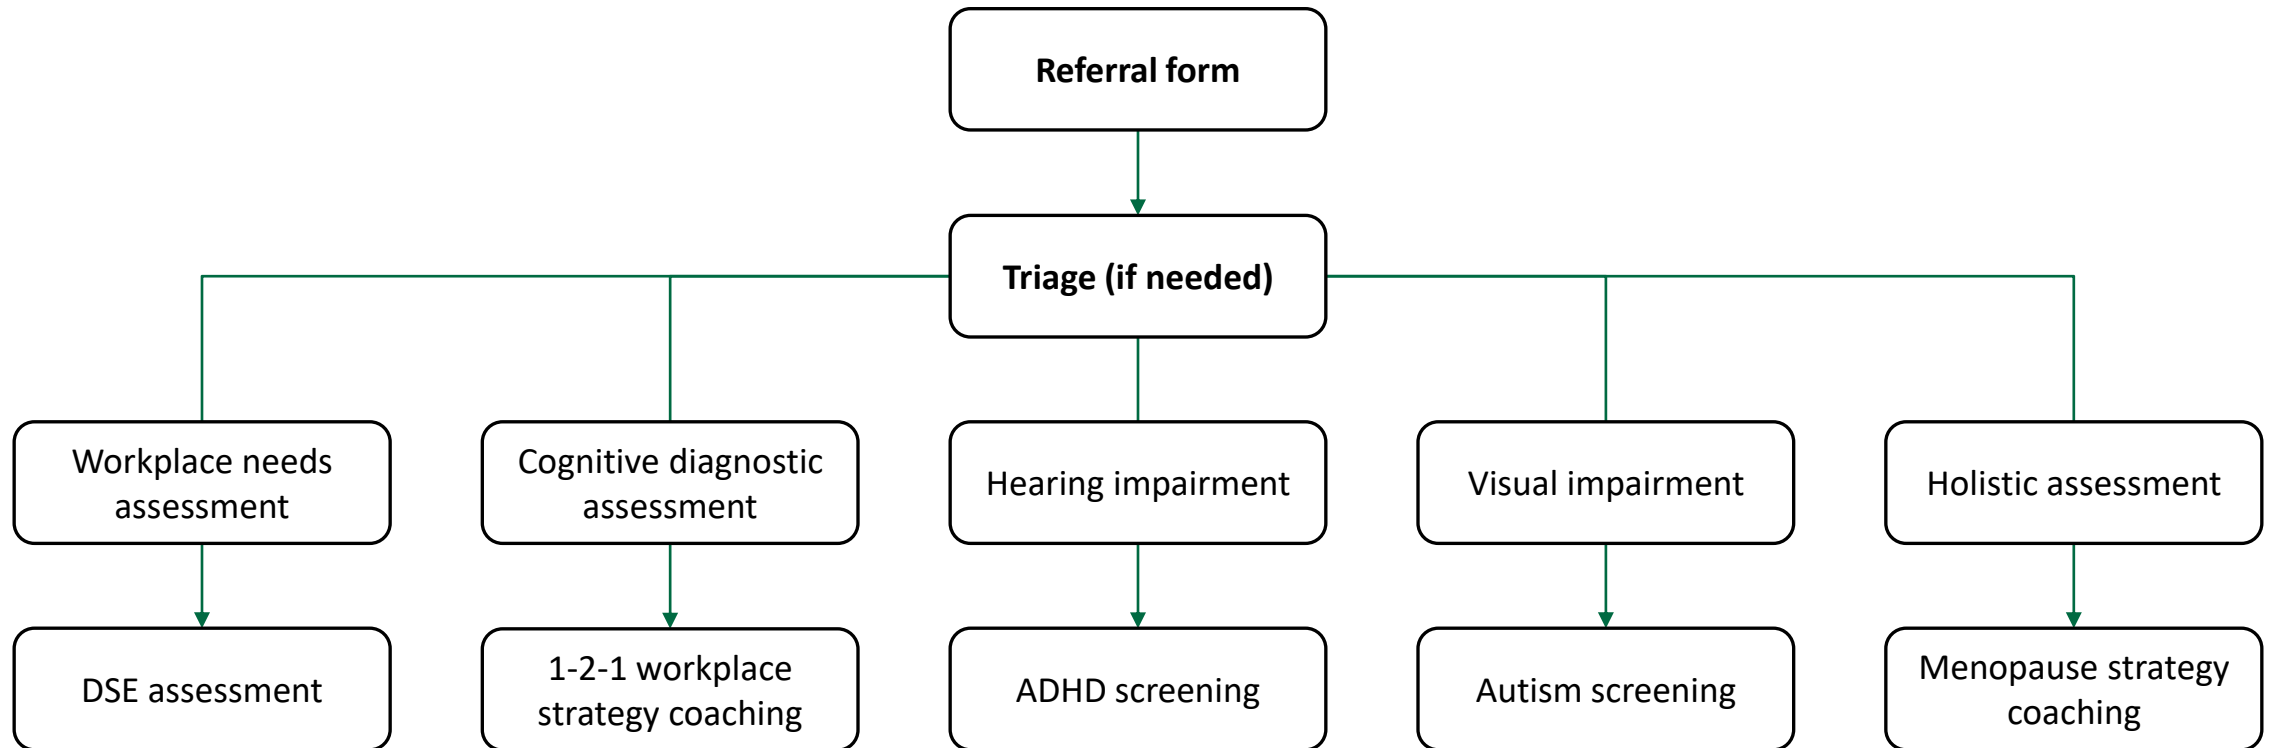 Referral form
Triage (if needed)
Workplace needs
assessment
Cognitive diagnostic
assessment
Hearing impairment
Visual impairment
Holistic assessment
DSE assessment
1-2-1 workplace
strategy coaching
ADHD screening
Autism screening
Menopause strategy
coaching